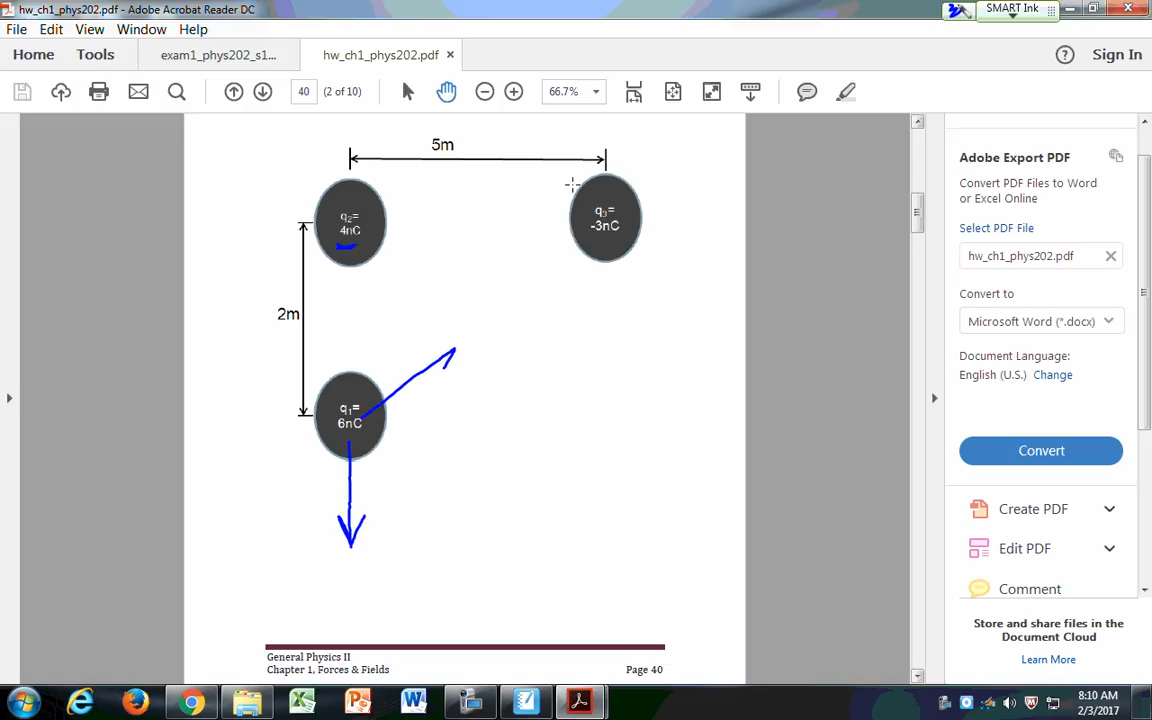 hw_ch1_phys202.pdf - Adobe Acrobat Reader DC
SMART Ink
File Edit View Window Help
Home Tools exam1_phys202_s1... hw_ch1_phys202.pdf × Sign In
40 (2 of 10) 66.7%
5m
q2=
4nC
q3=
-3nC
2m
q1=
6nC
General Physics II
Chapter 1, Forces & Fields Page 40
Adobe Export PDF
Convert PDF Files to Word
or Excel Online
Select PDF File
hw_ch1_phys202.pdf
Convert to
Microsoft Word (*.docx)
Document Language:
English (U.S.) Change
Convert
Create PDF
Edit PDF
Comment
Store and share files in the
Document Cloud
Learn More
8:10 AM
2/3/2017